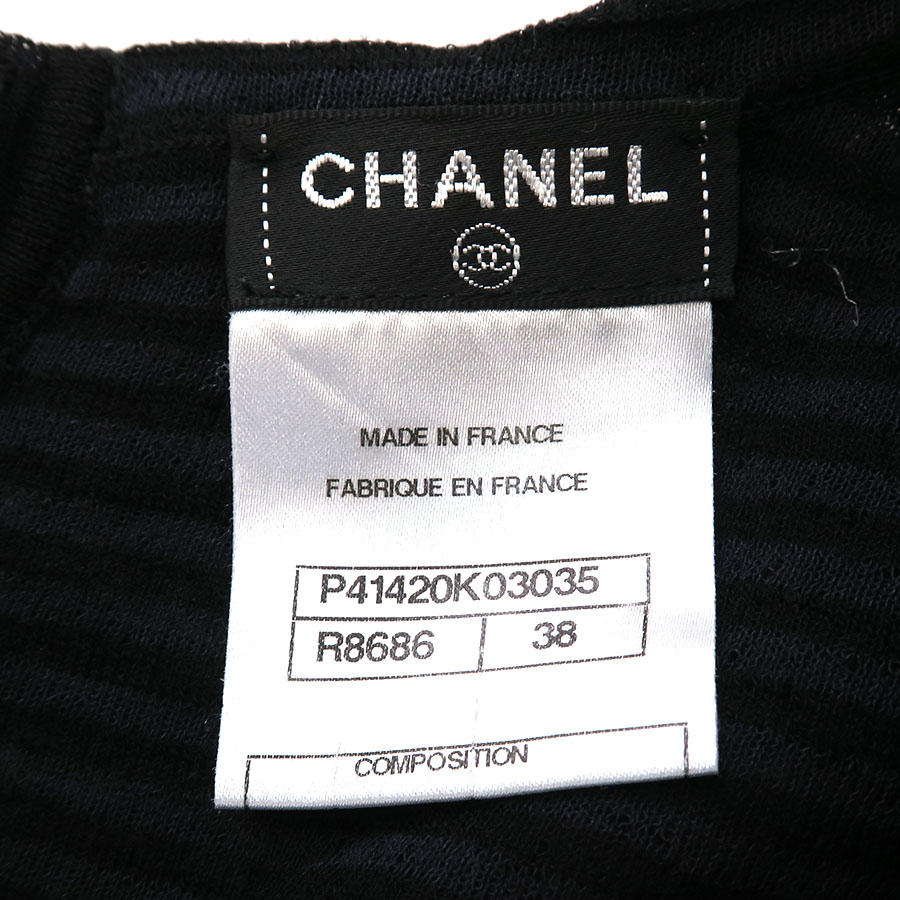 CHANEL
MADE IN FRANCE
FABRIQUE EN FRANCE
P41420K03035
R8686 38
COMPOSITION